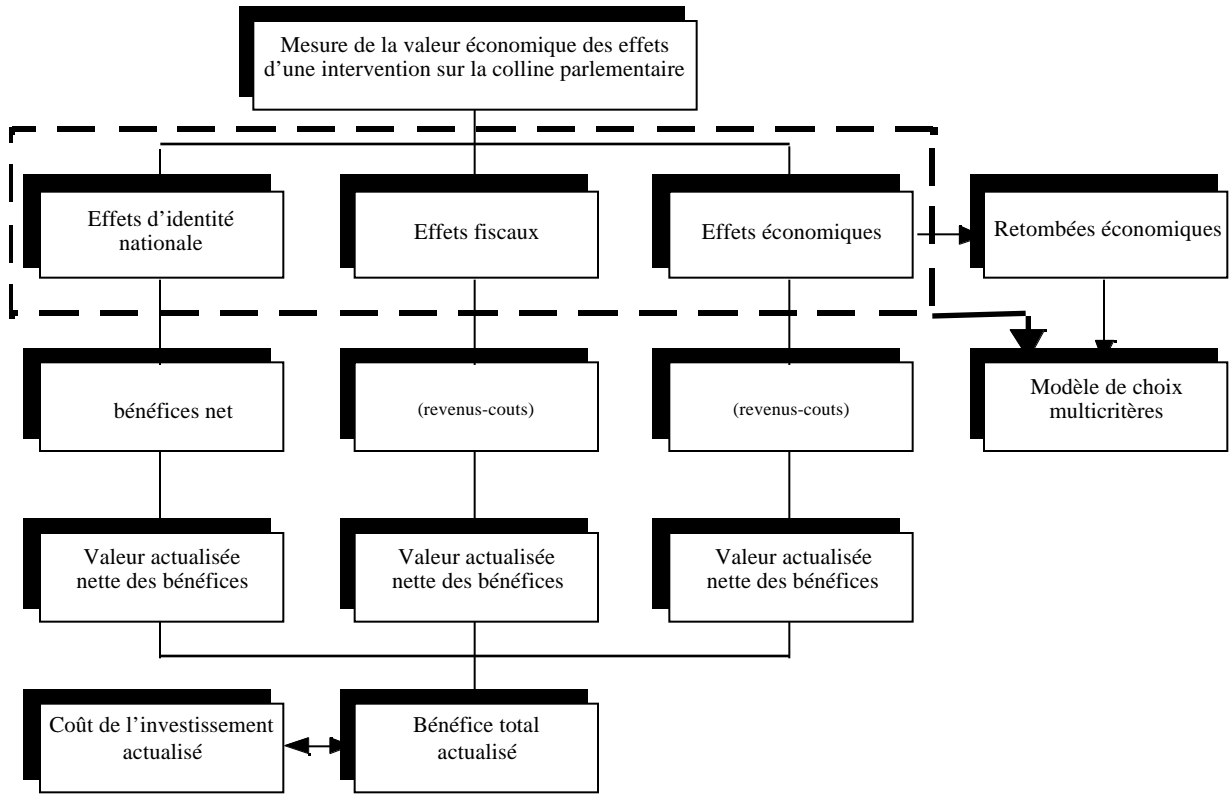 Mesure de la valeur économique des effets
d’une intervention sur la colline parlementaire
Effets d’identité
nationale
Effets fiscaux
Effets économiques
Retombées économiques
bénéfices net
(revenus-couts)
(revenus-couts)
Modèle de choix
multicritères
Valeur actualisée
nette des bénéfices
Valeur actualisée
nette des bénéfices
Valeur actualisée
nette des bénéfices
Coût de l’investissement
actualisé
Bénéfice total
actualisé